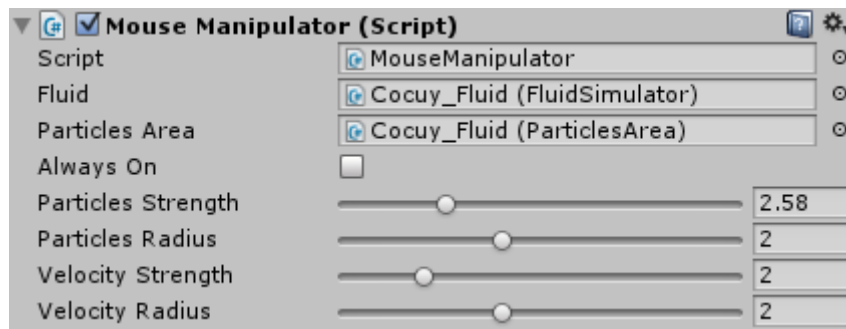 Mouse Manipulator (Script)
Script MouseManipulator
Fluid Cocuy_Fluid (FluidSimulator)
Particles Area Cocuy_Fluid (ParticlesArea)
Always On
Particles Strength 2.58
Particles Radius 2
Velocity Strength 2
Velocity Radius 2